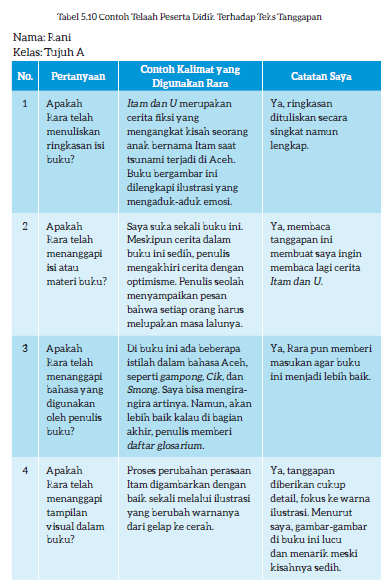 Tabel 5.10 Contoh Telaah Peserta Didik Terhadap Teks Tanggapan
Nama: Rani
Kelas: Tujuh A
No.
Pertanyaan
Contoh Kalimat yang
Digunakan Rara
Catatan Saya
1
Apakah
Rara telah
menuliskan
ringkasan isi
buku?
Itam dan U merupakan
cerita fiksi yang
mengangkat kisah seorang
anak bernama Itam saat
tsunami terjadi di Aceh.
Buku bergambar ini
dilengkapi ilustrasi yang
mengaduk-aduk emosi.
Ya, ringkasan
dituliskan secara
singkat namun
lengkap.
2
Apakah
Rara telah
menanggapi
isi atau
materi buku?
Saya suka sekali buku ini.
Meskipun cerita dalam
buku ini sedih, penulis
mengakhiri cerita dengan
optimisme. Penulis seolah
menyampaikan pesan
bahwa setiap orang harus
melupakan masa lalunya.
Ya, membaca
tanggapan ini
membuat saya ingin
membaca lagi cerita
Itam dan U.
3
Apakah
Rara telah
menanggapi
bahasa yang
digunakan
oleh penulis
buku?
Di buku ini ada beberapa
istilah dalam bahasa Aceh,
seperti gampong, Cik, dan
Smong. Saya bisa mengira-
ngira artinya. Namun, akan
lebih baik kalau di bagian
akhir, penulis memberi
daftar glosarium.
Ya, Rara pun memberi
masukan agar buku
ini menjadi lebih baik.
4
Apakah
Rara telah
menanggapi
tampilan
visual dalam
buku?
Proses perubahan perasaan
Itam digambarkan dengan
baik sekali melalui ilustrasi
yang berubah warnanya
dari gelap ke cerah.
Ya, tanggapan
diberikan cukup
detail, fokus ke warna
ilustrasi. Menurut
saya, gambar-gambar
di buku ini lucu
dan menarik meski
kisahnya sedih.